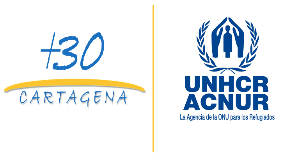 +30
CARTAGENA
UNHCR
ACNUR
La Agencia de la ONU para los Refugiados